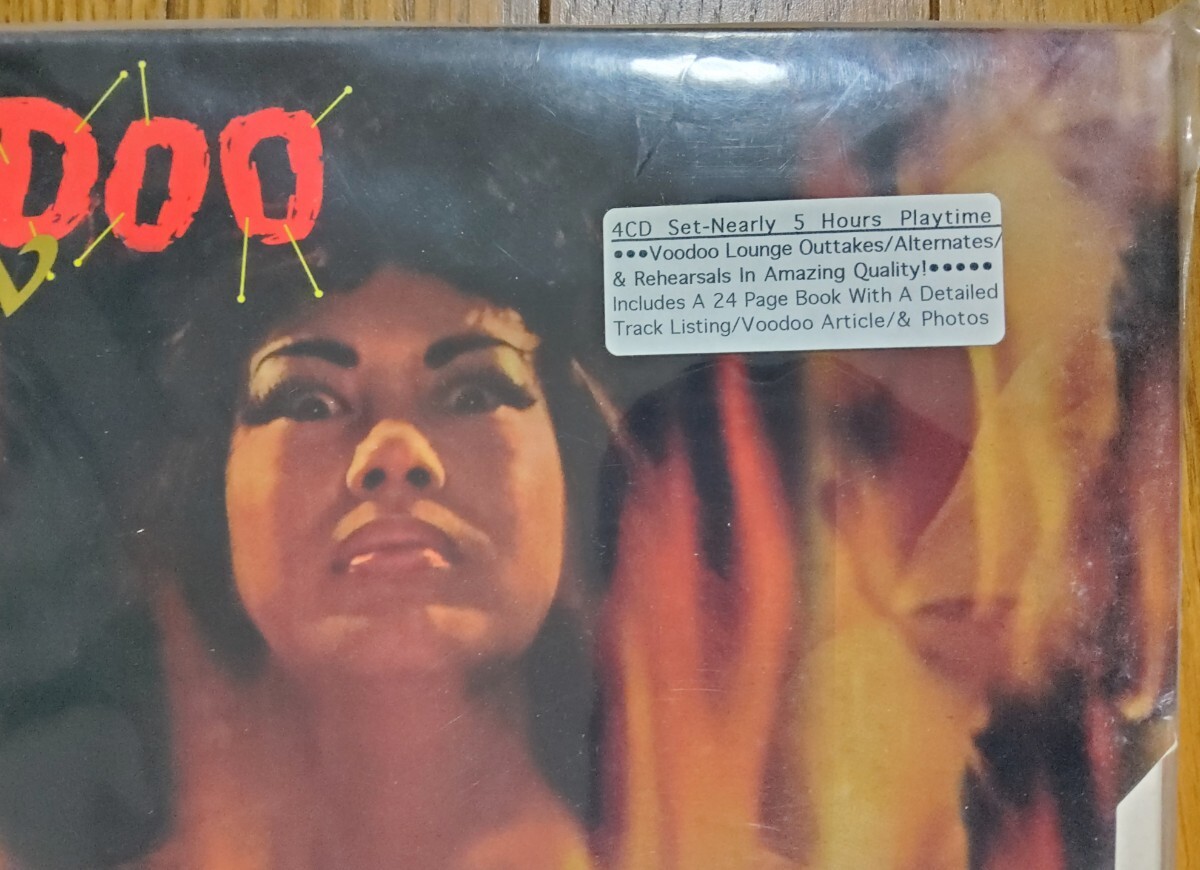 DOO
4CD Set-Nearly 5 Hours Playtime
•••Voodoo Lounge Outtakes/Alternates/
& Rehearsals In Amazing Quality!•••••
Includes A 24 Page Book With A Detailed
Track Listing/Voodoo Article/& Photos